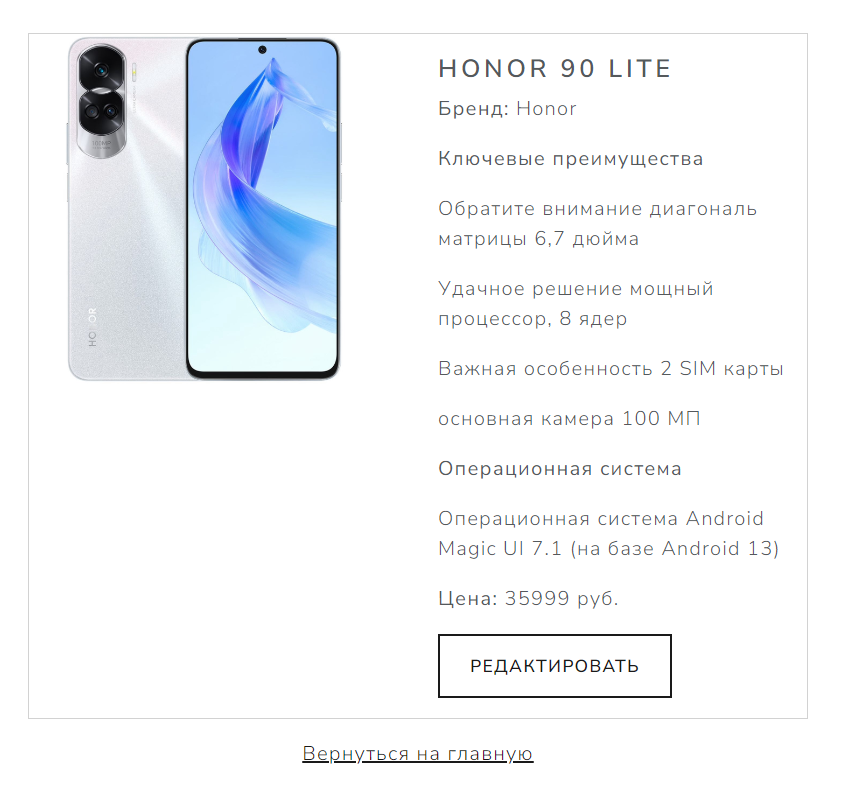 HONOR 90 LITE
Бренд: Honor
Ключевые преимущества
Обратите внимание диагональ
матрицы 6,7 дюйма
Удачное решение мощный
процессор, 8 ядер
Важная особенность 2 SIM карты
основная камера 100 МП
Операционная система
Операционная система Android
Magic UI 7.1 (на базе Android 13)
Цена: 35999 руб.
РЕДАКТИРОВАТЬ
HONOR
Вернуться на главную